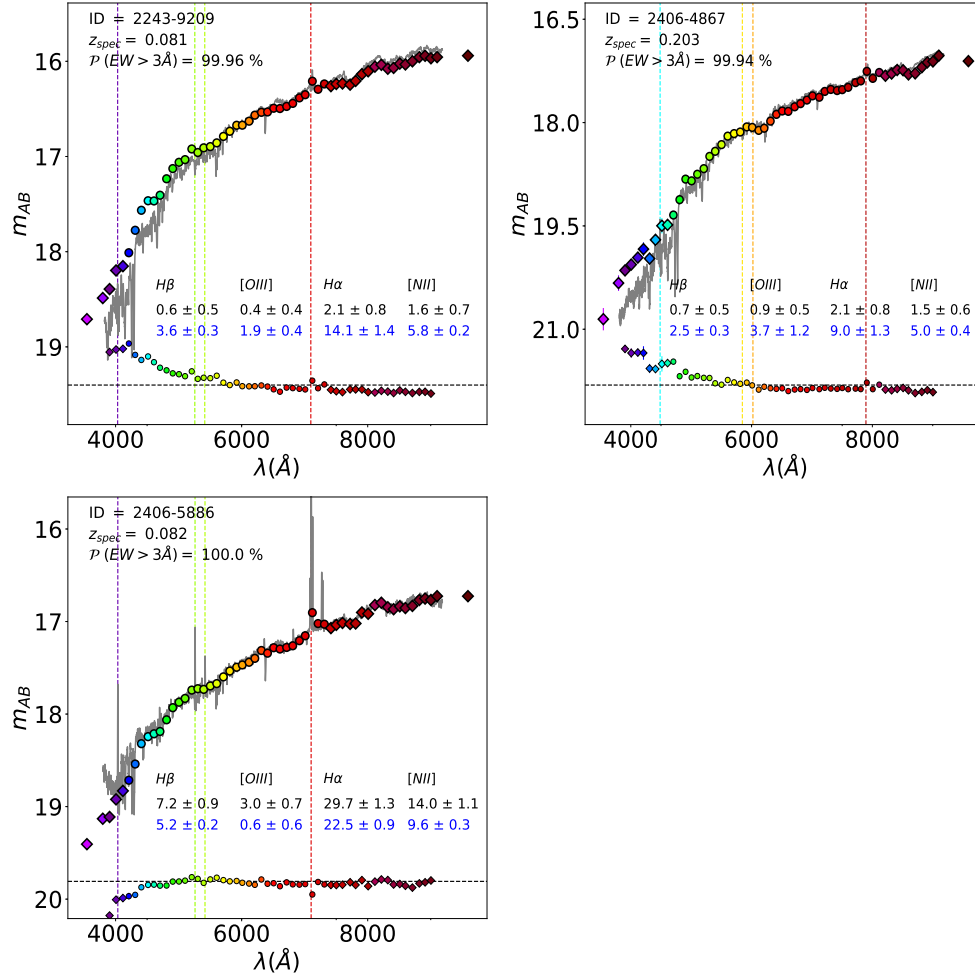 ID = 2243-9209
z_spec = 0.081
𝒫 (EW > 3Å) = 99.96 %
16
17
18
19
m_AB
Hβ [OIII] Hα [NII]
0.6 ± 0.5 0.4 ± 0.4 2.1 ± 0.8 1.6 ± 0.7
3.6 ± 0.3 1.9 ± 0.4 14.1 ± 1.4 5.8 ± 0.2
4000 6000 8000
λ(Å)
ID = 2406-4867
z_spec = 0.203
𝒫 (EW > 3Å) = 99.94 %
16.5
18.0
19.5
21.0
m_AB
Hβ [OIII] Hα [NII]
0.7 ± 0.5 0.9 ± 0.5 2.1 ± 0.8 1.5 ± 0.6
2.5 ± 0.3 3.7 ± 1.2 9.0 ± 1.3 5.0 ± 0.4
4000 6000 8000
λ(Å)
ID = 2406-5886
z_spec = 0.082
𝒫 (EW > 3Å) = 100.0 %
16
17
18
19
20
m_AB
Hβ [OIII] Hα [NII]
7.2 ± 0.9 3.0 ± 0.7 29.7 ± 1.3 14.0 ± 1.1
5.2 ± 0.2 0.6 ± 0.6 22.5 ± 0.9 9.6 ± 0.3
4000 6000 8000
λ(Å)